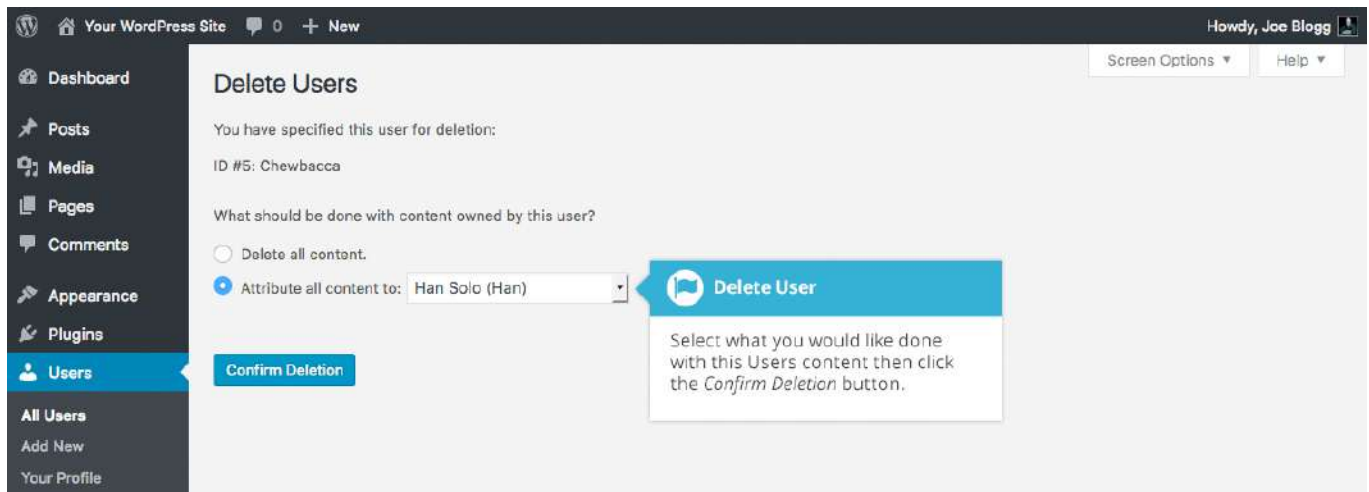 Your WordPress Site 0 + New Howdy, Joe Blogg
Screen Options ▼ Help ▼
Dashboard
Posts
Media
Pages
Comments
Appearance
Plugins
Users
All Users
Add New
Your Profile
Delete Users
You have specified this user for deletion:
ID #5: Chewbacca
What should be done with content owned by this user?
Delete all content.
Attribute all content to: Han Solo (Han)
Confirm Deletion
Delete User
Select what you would like done
with this Users content then click
the Confirm Deletion button.